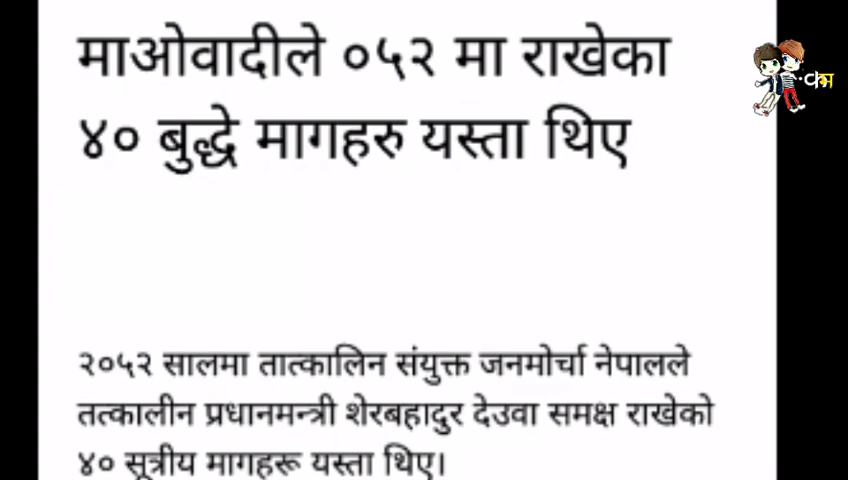 माओवादीले ०५२ मा राखेका
४० बुद्धे मागहरु यस्ता थिए
२०५२ सालमा तात्कालिन संयुक्त जनमोर्चा नेपालले
तत्कालीन प्रधानमन्त्री शेरबहादुर देउवा समक्ष राखेको
४० सूत्रीय मागहरू यस्ता थिए।